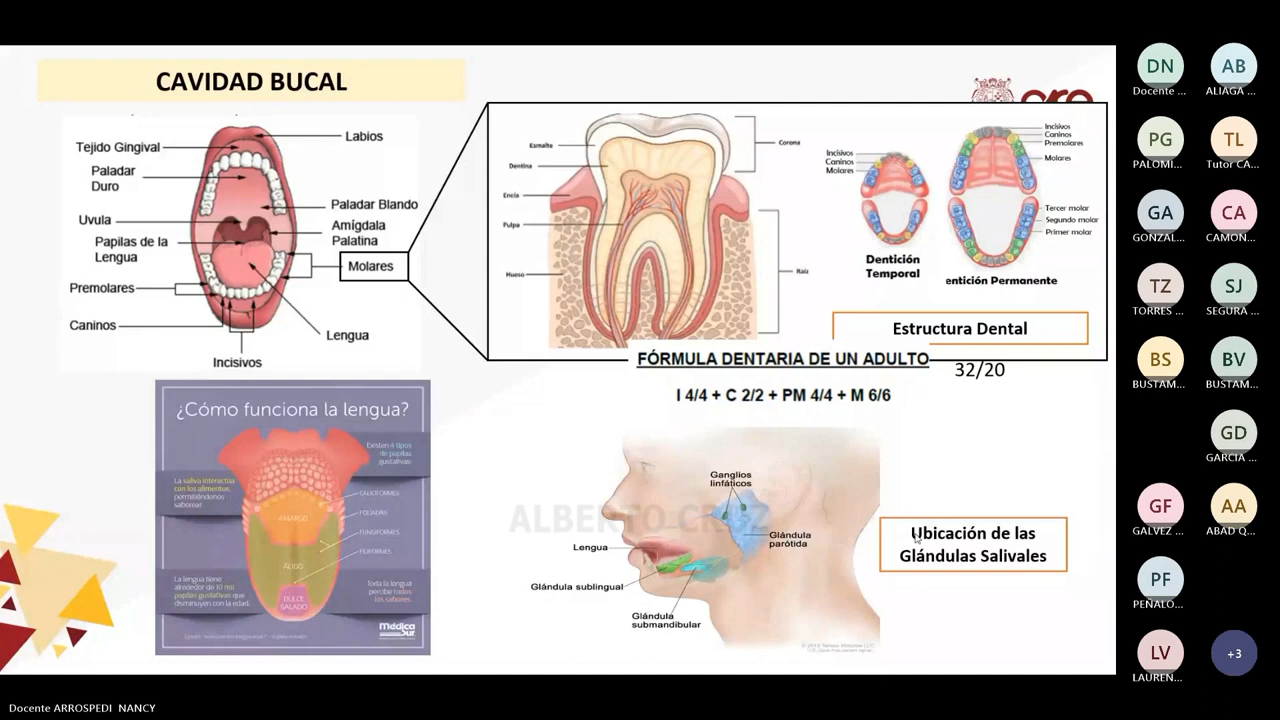 CAVIDAD BUCAL
Labios
Tejido Gingival
Paladar
Duro
Paladar Blando
Uvula
Amígdala
Palatina
Papilas de la
Lengua
Molares
Premolares
Caninos
Lengua
Incisivos
Esmalte
Dentina
Encía
Pulpa
Hueso
Corona
Raíz
Incisivos
Caninos
Molares
Dentición
Temporal
Incisivos
Caninos
Premolares
Molares
Tercer molar
Segundo molar
Primer molar
entición Permanente
Estructura Dental
FÓRMULA DENTARIA DE UN ADULTO
32/20
I 4/4 + C 2/2 + PM 4/4 + M 6/6
¿Cómo funciona la lengua?
Existen 4 tipos
de papilas
gustativas:
La saliva interactúa
con los alimentos,
permitiéndonos
saborear.
CALICIFORMES
FOLIADAS
FUNGIFORMES
FILIFORMES
AMARGO
ÁCIDO
DULCE
SALADO
La lengua tiene
alrededor de 10 mil
papilas gustativas que
disminuyen con la edad.
Toda la lengua
percibe todos
los sabores.
Médica
Sur
ALBERTO CRUZ
Ganglios
linfáticos
Glándula
parótida
Lengua
Glándula sublingual
Glándula
submandibular
Ubicación de las
Glándulas Salivales
DN
Docente ...
AB
ALIAGA ...
PG
PALOMI...
TL
Tutor CA...
GA
GONZAL...
CA
CAMON...
TZ
TORRES ...
SJ
SEGURA ...
BS
BUSTAM...
BV
BUSTAM...
GD
GARCIA ...
GF
GALVEZ ...
AA
ABAD Q...
PF
PEÑALO...
LV
LAUREN...
+3
Docente ARROSPEDI NANCY